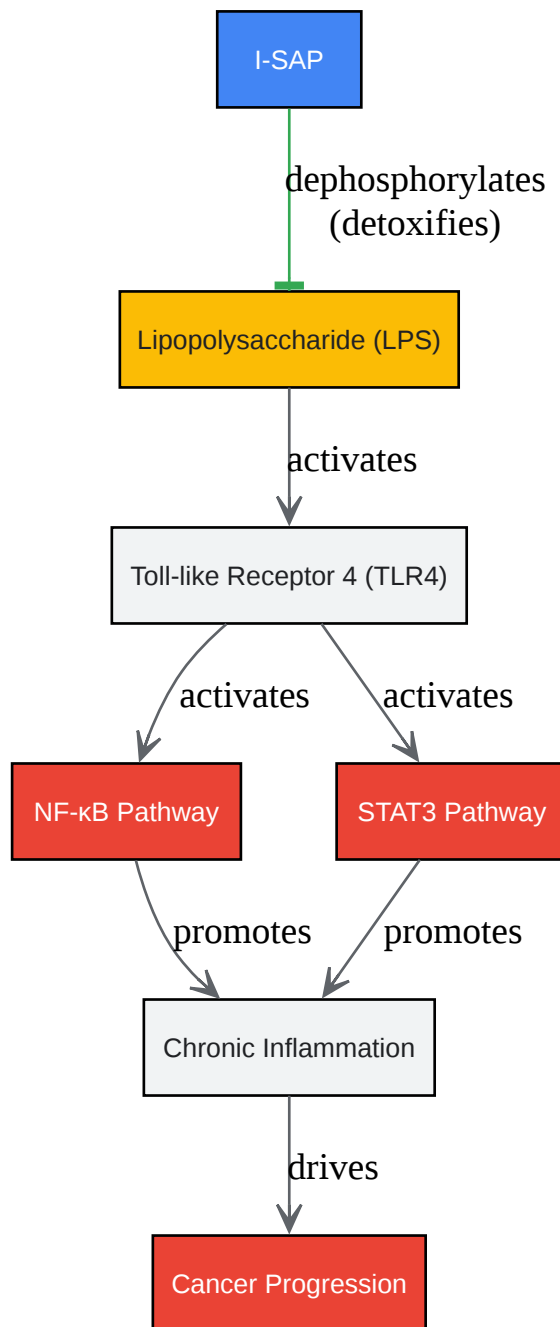 I-SAP
dephosphorylates
(detoxifies)
Lipopolysaccharide (LPS)
activates
Toll-like Receptor 4 (TLR4)
activates
activates
NF-κB Pathway
STAT3 Pathway
promotes
promotes
Chronic Inflammation
drives
Cancer Progression